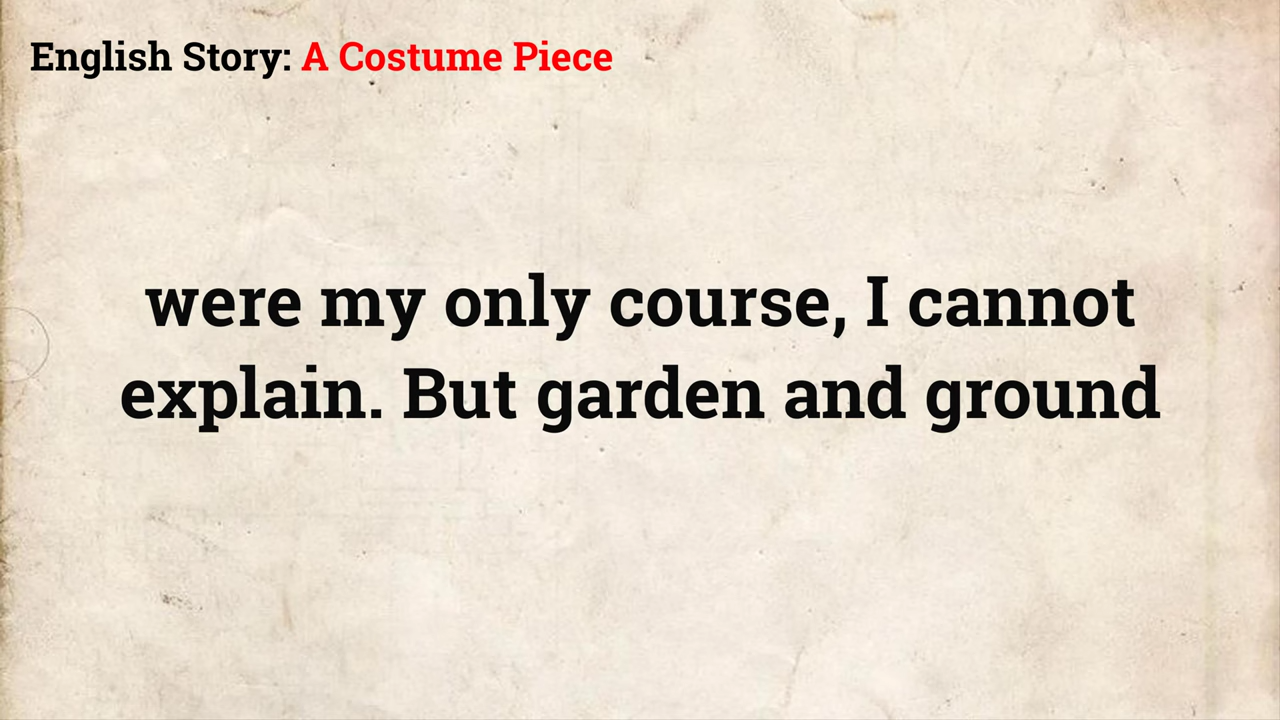 English Story: A Costume Piece
were my only course, I cannot
explain. But garden and ground